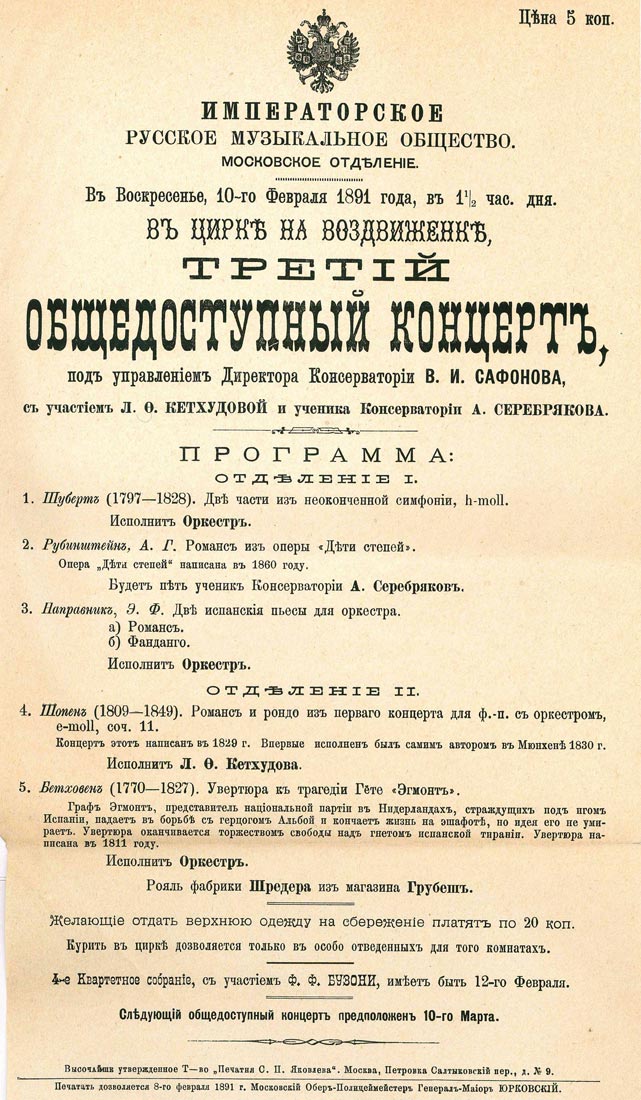 Цѣна 5 коп.
ИМПЕРАТОРСКОЕ
РУССКОЕ МУЗЫКАЛЬНОЕ ОБЩЕСТВО.
МОСКОВСКОЕ ОТДѢЛЕНІЕ.
Въ Воскресенье, 10-го Февраля 1891 года, въ 1 1/2 час. дня.
ВЪ ЦИРКѢ НА ВОЗДВИЖЕНКѢ,
ТРЕТІЙ
ОБЩЕДОСТУПНЫЙ КОНЦЕРТЪ,
подъ управленіемъ Директора Консерваторіи В. И. САФОНОВА,
съ участіемъ Л. Ѳ. КЕТХУДОВОЙ и ученика Консерваторіи А. СЕРЕБРЯКОВА.
ПРОГРАММА:
ОТДѢЛЕНІЕ I.
1. Шубертъ (1797—1828). Двѣ части изъ неоконченной симфоніи, h-moll.
Исполнитъ Оркестръ.
2. Рубинштейнъ, А. Г. Романсъ изъ оперы «Дѣти степей».
Опера „Дѣти степей“ написана въ 1860 году.
Будетъ пѣть ученикъ Консерваторіи А. Серебряковъ.
3. Направникъ, Э. Ф. Двѣ испанскія пьесы для оркестра.
а) Романсъ.
б) Фанданго.
Исполнитъ Оркестръ.
ОТДѢЛЕНІЕ II.
4. Шопенъ (1809—1849). Романсъ и рондо изъ перваго концерта для ф.-п. съ оркестромъ,
e-moll, соч. 11.
Концертъ этотъ написанъ въ 1829 г. Впервые исполненъ былъ самимъ авторомъ въ Мюнхенѣ 1830 г.
Исполнитъ Л. Ѳ. Кетхудова.
5. Бетховенъ (1770—1827). Увертюра къ трагедіи Гёте «Эгмонтъ».
Графъ Эгмонтъ, представитель національной партіи въ Нидерландахъ, страждущихъ подъ игомъ
Испаніи, падаетъ въ борьбѣ съ герцогомъ Альбой и кончаетъ жизнь на эшафотѣ, но идея его не уми-
раетъ. Увертюра оканчивается торжествомъ свободы надъ гнетомъ испанской тираніи. Увертюра на-
писана въ 1811 году.
Исполнитъ Оркестръ.
Рояль фабрики Шредера изъ магазина Грубешъ.
Желающіе отдать верхнюю одежду на сбереженіе платятъ по 20 коп.
Курить въ циркѣ дозволяется только въ особо отведенныхъ для того комнатахъ.
4-е Квартетное собраніе, съ участіемъ Ф. Ф. БУЗОНИ, имѣетъ быть 12-го Февраля.
Слѣдующій общедоступный концертъ предположенъ 10-го Марта.
Высочайше утвержденное Т—во „Печатня С. П. Яковлева“. Москва, Петровка Салтыковскій пер., д. № 9.
Печатать дозволяется 8-го февраля 1891 г. Московскій Оберъ-Полицеймейстеръ Генералъ-Маіоръ ЮРКОВСКІЙ.